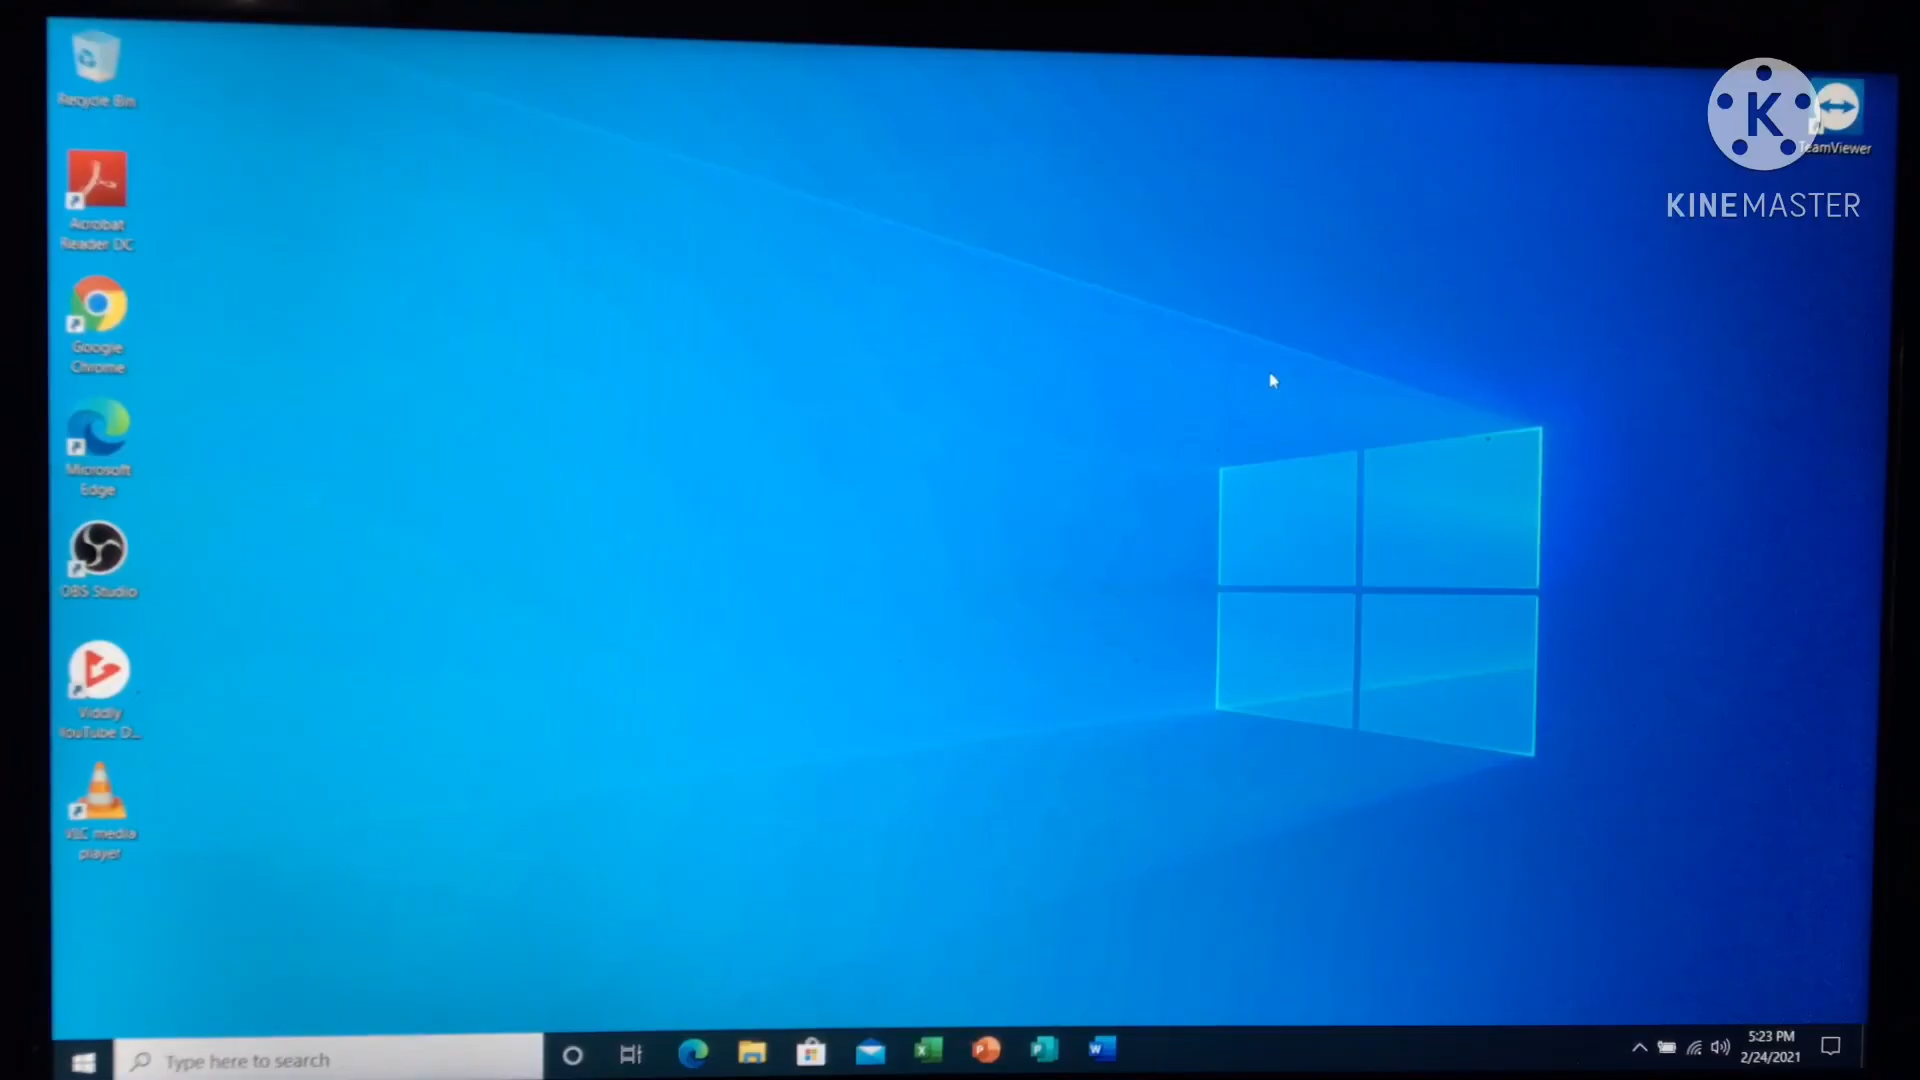 Recycle Bin
Acrobat
Reader DC
Google
Chrome
Microsoft
Edge
OBS Studio
Viddly
YouTube D...
VLC media
player
K
TeamViewer
KINEMASTER
Type here to search
5:23 PM
2/24/2021